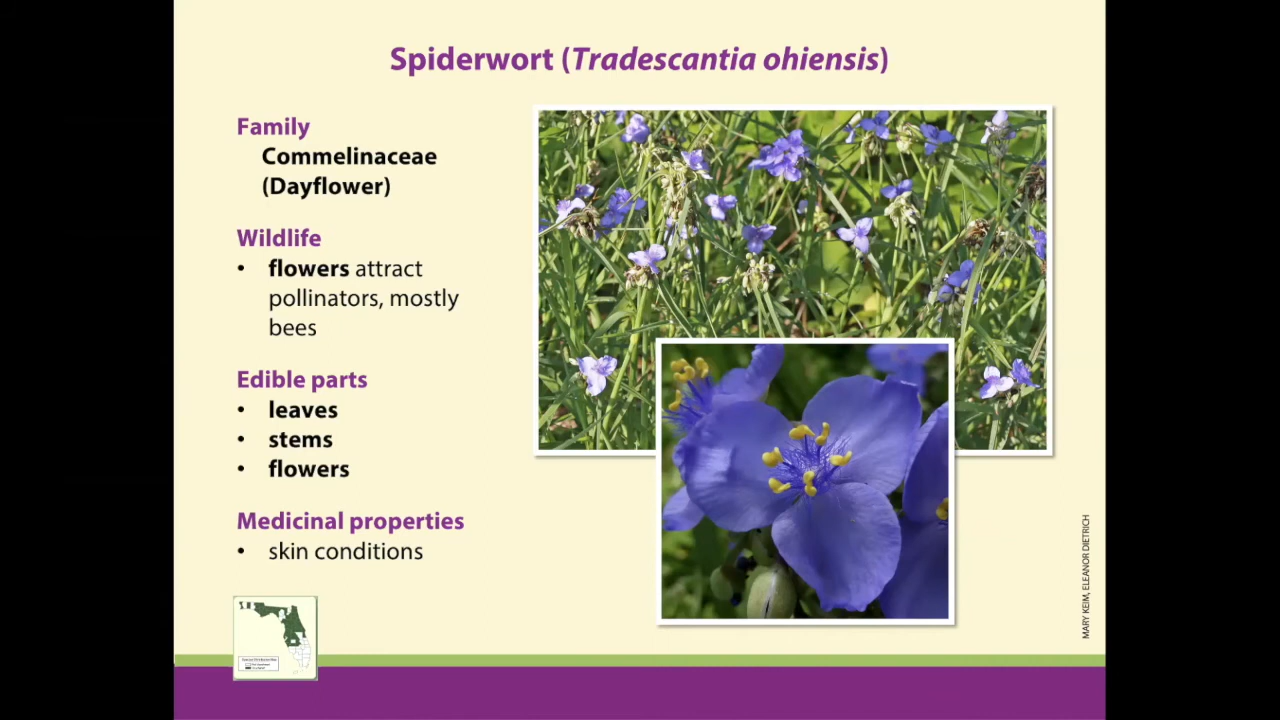 Spiderwort (Tradescantia ohiensis)
Family
Commelinaceae
(Dayflower)
Wildlife
• flowers attract
pollinators, mostly
bees
Edible parts
• leaves
• stems
• flowers
Medicinal properties
• skin conditions
MARY KEIM, ELEANOR DIETRICH